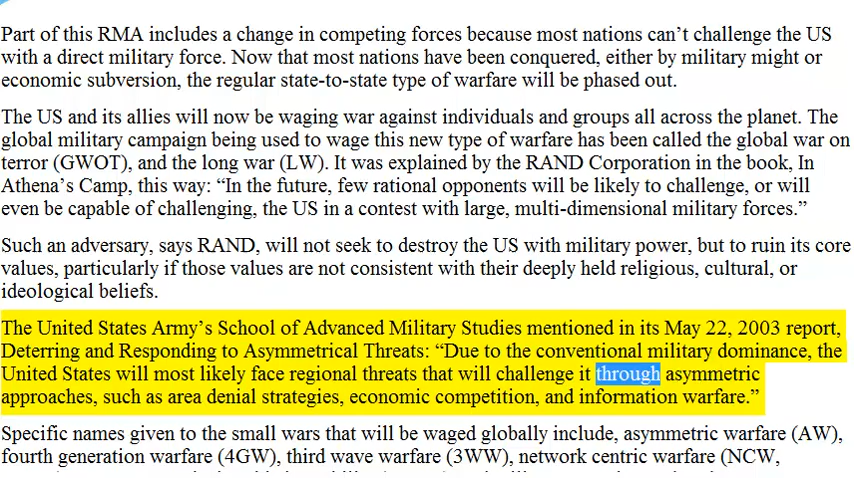 Part of this RMA includes a change in competing forces because most nations can’t challenge the US
with a direct military force. Now that most nations have been conquered, either by military might or
economic subversion, the regular state-to-state type of warfare will be phased out.
The US and its allies will now be waging war against individuals and groups all across the planet. The
global military campaign being used to wage this new type of warfare has been called the global war on
terror (GWOT), and the long war (LW). It was explained by the RAND Corporation in the book, In
Athena’s Camp, this way: “In the future, few rational opponents will be likely to challenge, or will
even be capable of challenging, the US in a contest with large, multi-dimensional military forces.”
Such an adversary, says RAND, will not seek to destroy the US with military power, but to ruin its core
values, particularly if those values are not consistent with their deeply held religious, cultural, or
ideological beliefs.
The United States Army’s School of Advanced Military Studies mentioned in its May 22, 2003 report,
Deterring and Responding to Asymmetrical Threats: “Due to the conventional military dominance, the
United States will most likely face regional threats that will challenge it through asymmetric
approaches, such as area denial strategies, economic competition, and information warfare.”
Specific names given to the small wars that will be waged globally include, asymmetric warfare (AW),
fourth generation warfare (4GW), third wave warfare (3WW), network centric warfare (NCW,